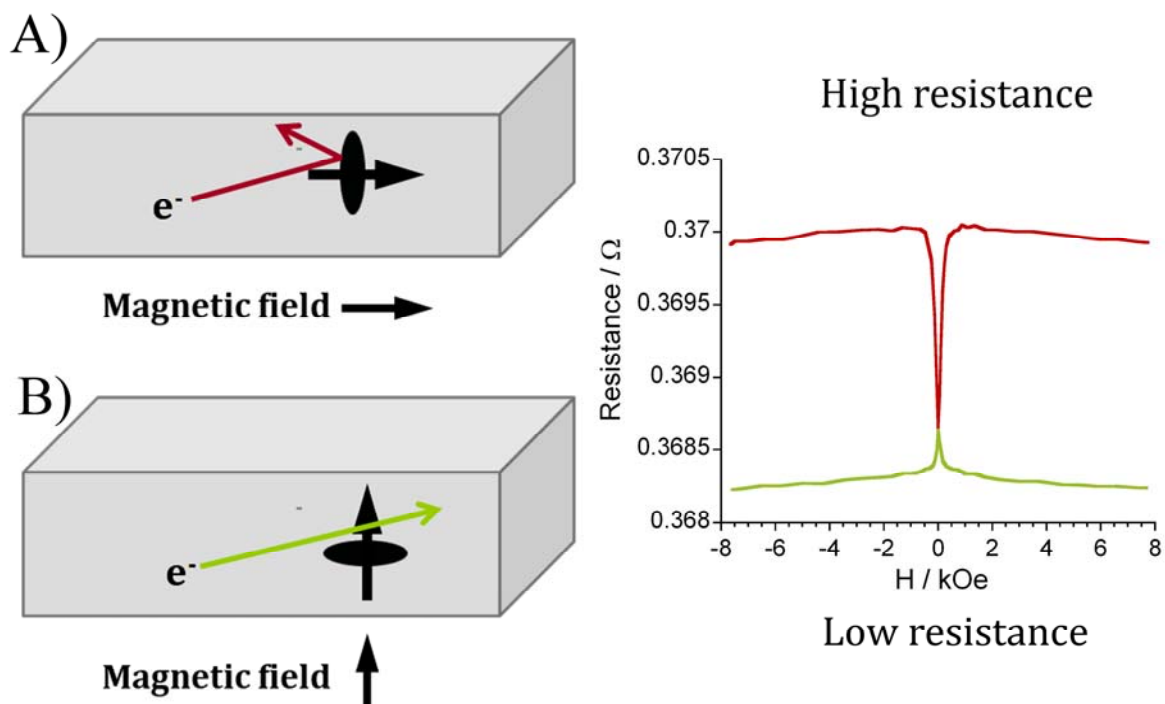 A)
e-
Magnetic field
B)
e-
Magnetic field
High resistance
Resistance / Ω
0.3705
0.37
0.3695
0.369
0.3685
0.368
-8 -6 -4 -2 0 2 4 6 8
H / kOe
Low resistance